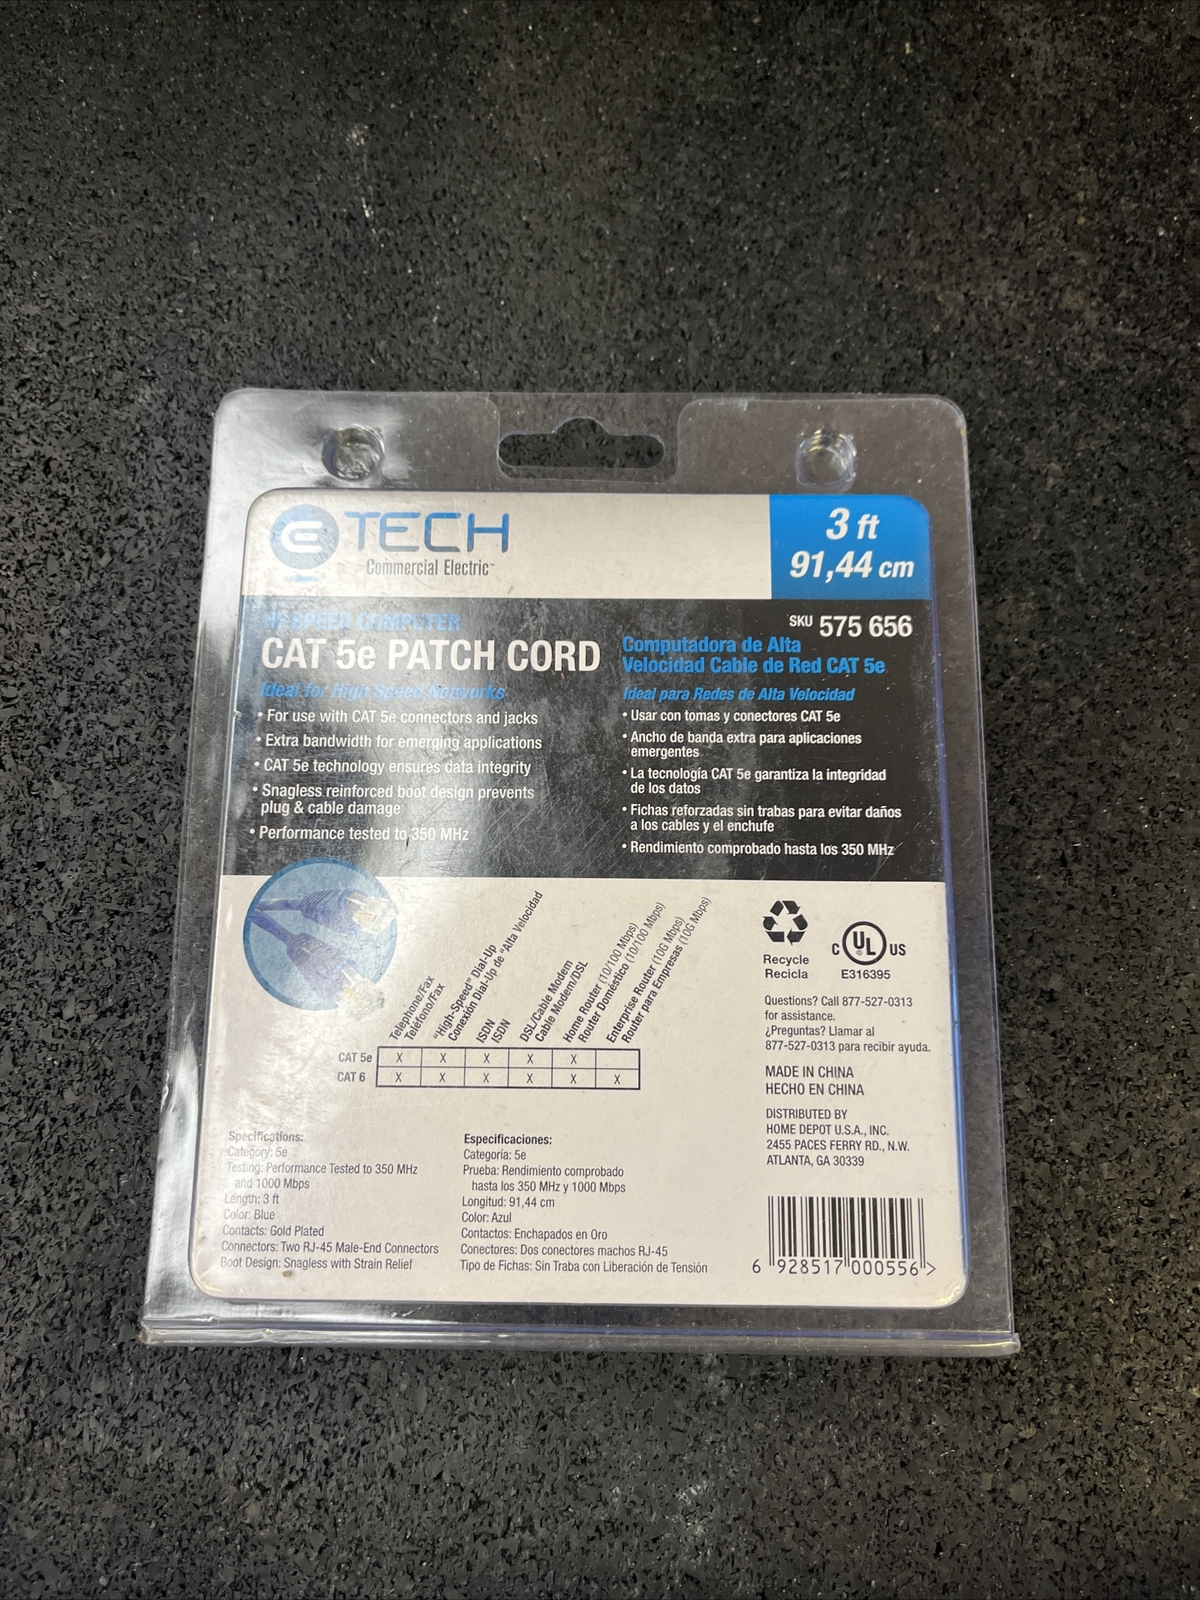 e TECH
Commercial Electric™
3 ft
91,44 cm
SKU 575 656
HI-SPEED COMPUTER
CAT 5e PATCH CORD
Ideal for High Speed Networks
• For use with CAT 5e connectors and jacks
• Extra bandwidth for emerging applications
• CAT 5e technology ensures data integrity
• Snagless reinforced boot design prevents
plug & cable damage
• Performance tested to 350 MHz
Computadora de Alta
Velocidad Cable de Red CAT 5e
Ideal para Redes de Alta Velocidad
• Usar con tomas y conectores CAT 5e
• Ancho de banda extra para aplicaciones
emergentes
• La tecnología CAT 5e garantiza la integridad
de los datos
• Fichas reforzadas sin trabas para evitar daños
a los cables y el enchufe
• Rendimiento comprobado hasta los 350 MHz
Telephone/Fax
Teléfono/Fax
"High-Speed" Dial-Up
Conexión Dial-Up de "Alta Velocidad
ISDN
ISDN
DSL/Cable Modem
Cable Modem/DSL
Home Router (10/100 Mbps)
Router Doméstico (10/100 Mbps)
Enterprise Router (10G Mbps)
Router para Empresas (10G Mbps)
CAT 5e X X X X X
CAT 6 X X X X X X
Recycle
Recicla
C UL US
E316395
Questions? Call 877-527-0313
for assistance.
¿Preguntas? Llamar al
877-527-0313 para recibir ayuda.
MADE IN CHINA
HECHO EN CHINA
DISTRIBUTED BY
HOME DEPOT U.S.A., INC.
2455 PACES FERRY RD., N.W.
ATLANTA, GA 30339
Specifications:
Category: 5e
Testing: Performance Tested to 350 MHz
and 1000 Mbps
Length: 3 ft
Color: Blue
Contacts: Gold Plated
Connectors: Two RJ-45 Male-End Connectors
Boot Design: Snagless with Strain Relief
Especificaciones:
Categoría: 5e
Prueba: Rendimiento comprobado
hasta los 350 MHz y 1000 Mbps
Longitud: 91,44 cm
Color: Azul
Contactos: Enchapados en Oro
Conectores: Dos conectores machos RJ-45
Tipo de Fichas: Sin Traba con Liberación de Tensión
6 928517 000556 >